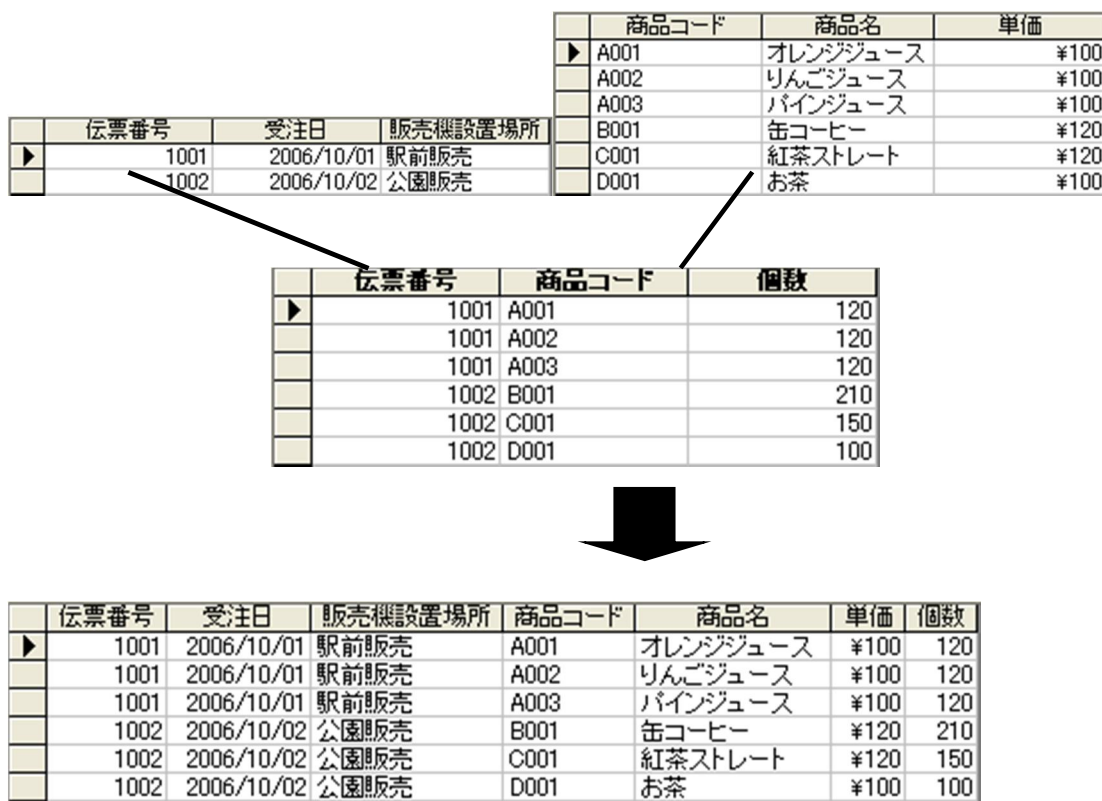 商品コード 商品名 単価
A001 オレンジジュース ¥100
A002 りんごジュース ¥100
A003 パインジュース ¥100
B001 缶コーヒー ¥120
C001 紅茶ストレート ¥120
D001 お茶 ¥100
伝票番号 受注日 販売機設置場所
1001 2006/10/01 駅前販売
1002 2006/10/02 公園販売
伝票番号 商品コード 個数
1001 A001 120
1001 A002 120
1001 A003 120
1002 B001 210
1002 C001 150
1002 D001 100
伝票番号 受注日 販売機設置場所 商品コード 商品名 単価 個数
1001 2006/10/01 駅前販売 A001 オレンジジュース ¥100 120
1001 2006/10/01 駅前販売 A002 りんごジュース ¥100 120
1001 2006/10/01 駅前販売 A003 パインジュース ¥100 120
1002 2006/10/02 公園販売 B001 缶コーヒー ¥120 210
1002 2006/10/02 公園販売 C001 紅茶ストレート ¥120 150
1002 2006/10/02 公園販売 D001 お茶 ¥100 100